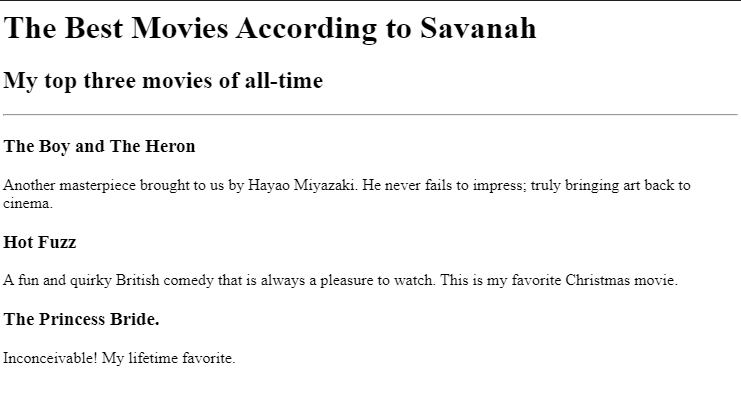 The Best Movies According to Savanah
My top three movies of all-time
The Boy and The Heron
Another masterpiece brought to us by Hayao Miyazaki. He never fails to impress; truly bringing art back to
cinema.
Hot Fuzz
A fun and quirky British comedy that is always a pleasure to watch. This is my favorite Christmas movie.
The Princess Bride.
Inconceivable! My lifetime favorite.